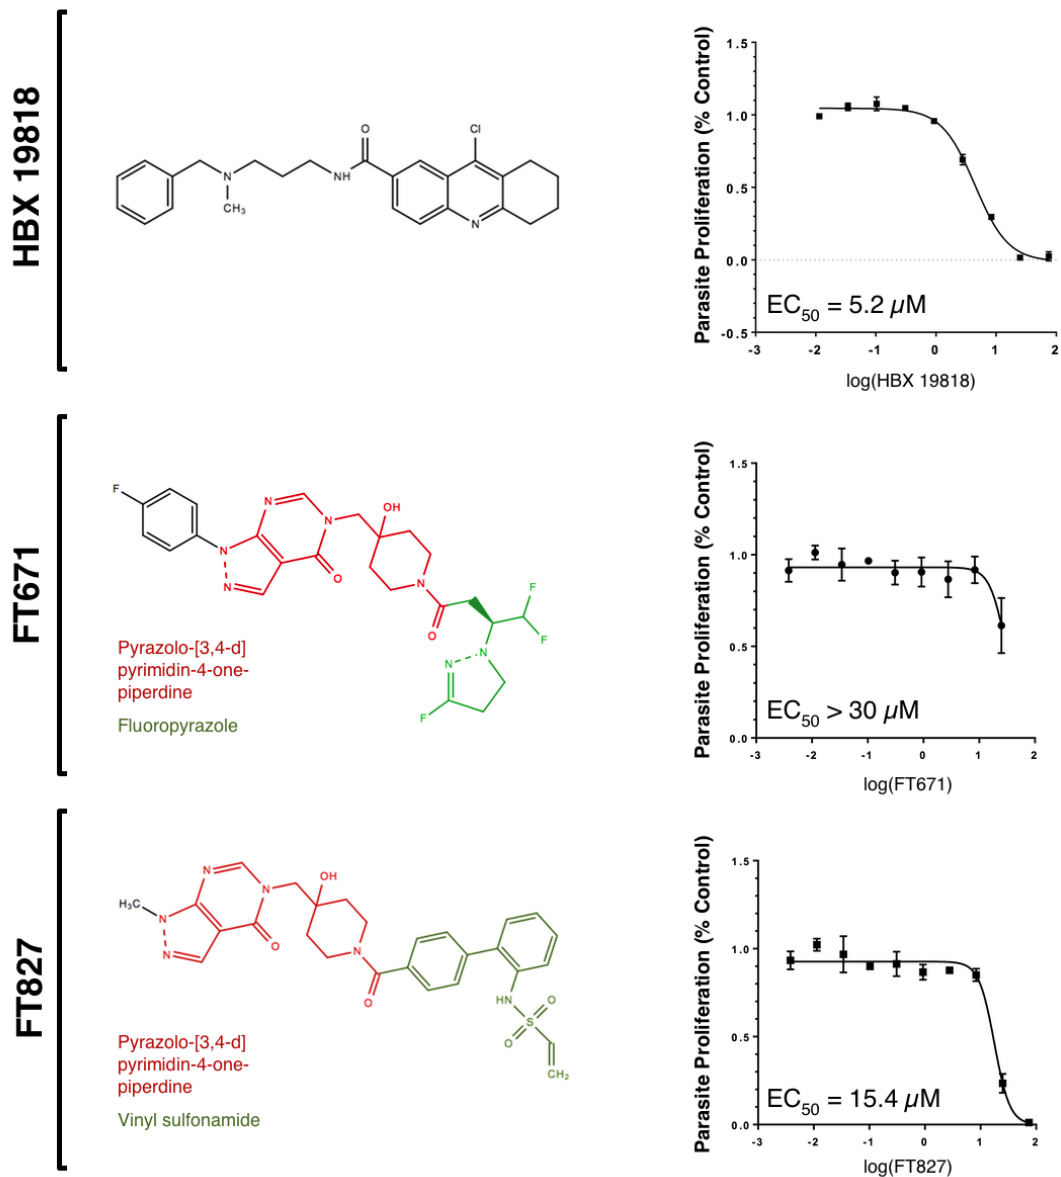 HBX 19818
O
Cl
N
CH3
NH
N
Parasite Proliferation (% Control)
1.5
1.0
0.5
0.0
-0.5
EC50 = 5.2 µM
-3 -2 -1 0 1 2
log(HBX 19818)
FT671
F
N
N
OH
N
N
O
N
O
F
F
N
N
F
Pyrazolo-[3,4-d]
pyrimidin-4-one-
piperdine
Fluoropyrazole
Parasite Proliferation (% Control)
1.5
1.0
0.5
0.0
EC50 > 30 µM
-3 -2 -1 0 1 2
log(FT671)
FT827
H3C
N
N
OH
N
N
O
N
O
HN
S
O
O
CH2
Pyrazolo-[3,4-d]
pyrimidin-4-one-
piperdine
Vinyl sulfonamide
Parasite Proliferation (% Control)
1.5
1.0
0.5
0.0
EC50 = 15.4 µM
-3 -2 -1 0 1 2
log(FT827)